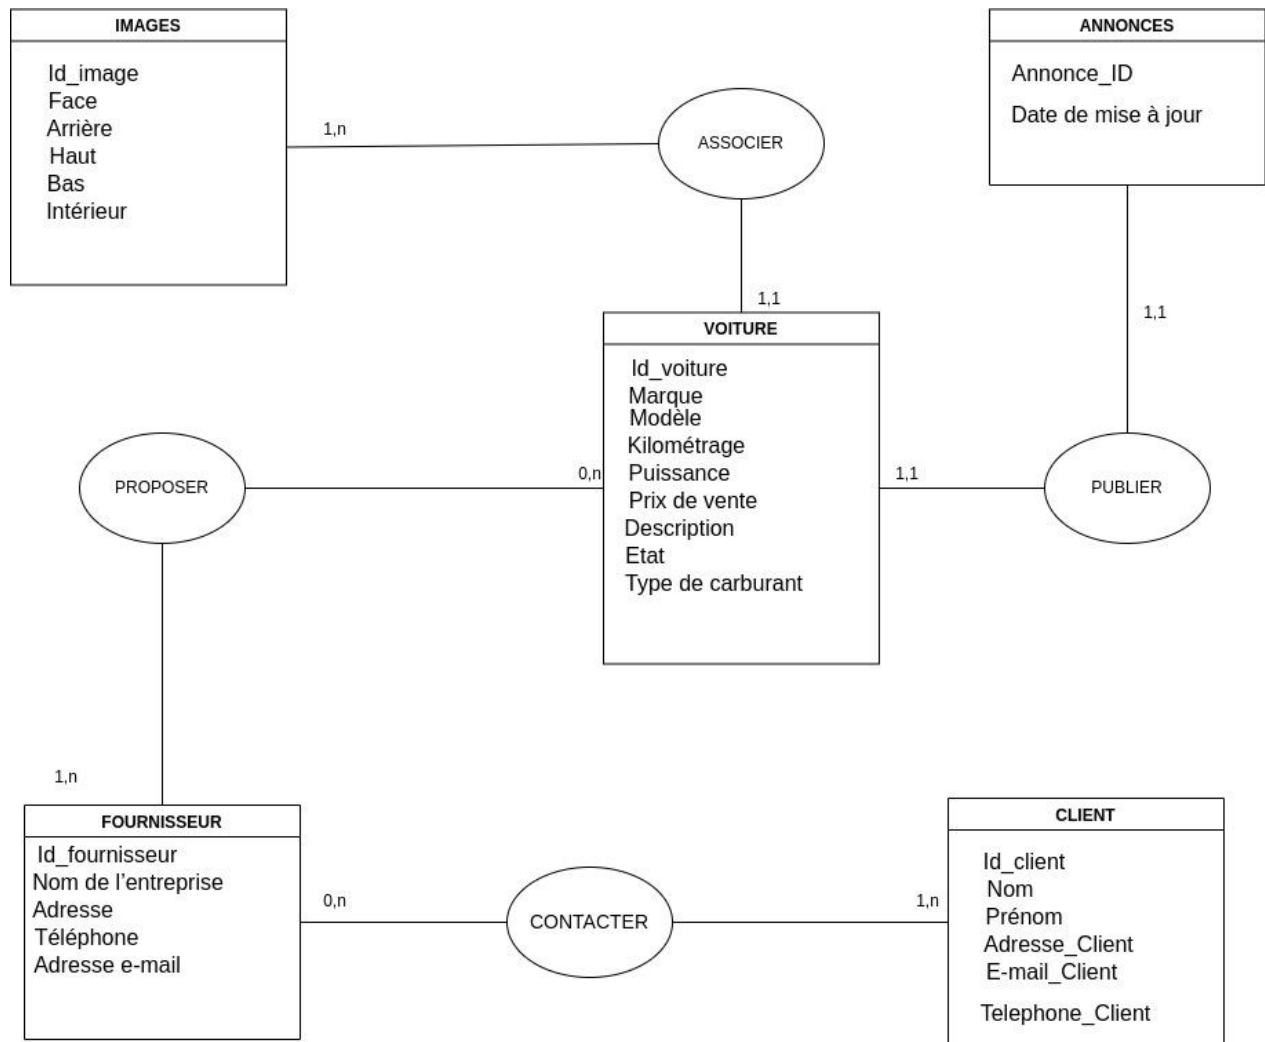 IMAGES
Id_image
Face
Arrière
Haut
Bas
Intérieur
1,n
ASSOCIER
1,1
ANNONCES
Annonce_ID
Date de mise à jour
1,1
VOITURE
Id_voiture
Marque
Modèle
Kilométrage
Puissance
Prix de vente
Description
Etat
Type de carburant
PROPOSER
0,n
1,1
PUBLIER
1,n
FOURNISSEUR
Id_fournisseur
Nom de l'entreprise
Adresse
Téléphone
Adresse e-mail
0,n
CONTACTER
1,n
CLIENT
Id_client
Nom
Prénom
Adresse_Client
E-mail_Client
Telephone_Client